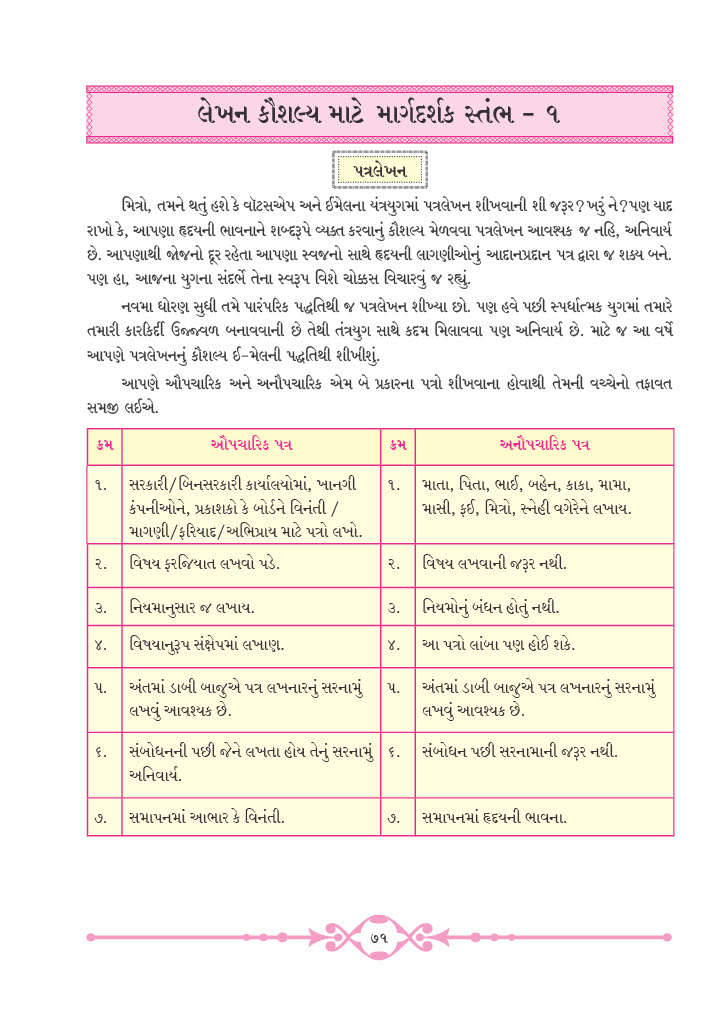 લેખન કૌશલ્ય માટે માર્ગદર્શક સ્તંભ - ૧
પત્રલેખન
મિત્રો, તમને થતું હશે કે વૉટસએપ અને ઈમેલના યંત્રયુગમાં પત્રલેખન શીખવાની શી જરૂર? ખરું ને? પણ યાદ
રાખો કે, આપણા હૃદયની ભાવનાને શબ્દરૂપે વ્યક્ત કરવાનું કૌશલ્ય મેળવવા પત્રલેખન આવશ્યક જ નહિ, અનિવાર્ય
છે. આપણાથી જોજનો દૂર રહેતા આપણા સ્વજનો સાથે હૃદયની લાગણીઓનું આદાનપ્રદાન પત્ર દ્વારા જ શક્ય બને.
પણ હા, આજના યુગના સંદર્ભે તેના સ્વરૂપ વિશે ચોક્કસ વિચારવું જ રહ્યું.
નવમા ધોરણ સુધી તમે પારંપરિક પદ્ધતિથી જ પત્રલેખન શીખ્યા છો. પણ હવે પછી સ્પર્ધાત્મક યુગમાં તમારે
તમારી કારકિર્દી ઉજ્જવળ બનાવવાની છે તેથી તંત્રયુગ સાથે કદમ મિલાવવા પણ અનિવાર્ય છે. માટે જ આ વર્ષે
આપણે પત્રલેખનનું કૌશલ્ય ઈ-મેલની પદ્ધતિથી શીખીશું.
આપણે ઔપચારિક અને અનૌપચારિક એમ બે પ્રકારના પત્રો શીખવાના હોવાથી તેમની વચ્ચેનો તફાવત
સમજી લઈએ.
ક્રમ ઔપચારિક પત્ર ક્રમ અનૌપચારિક પત્ર
૧. સરકારી/બિનસરકારી કાર્યાલયોમાં, ખાનગી ૧. માતા, પિતા, ભાઈ, બહેન, કાકા, મામા,
કંપનીઓને, પ્રકાશકો કે બોર્ડને વિનંતી / માસી, ફઈ, મિત્રો, સ્નેહી વગેરેને લખાય.
માગણી/ફરિયાદ/અભિપ્રાય માટે પત્રો લખો.
૨. વિષય ફરજિયાત લખવો પડે. ૨. વિષય લખવાની જરૂર નથી.
૩. નિયમાનુસાર જ લખાય. ૩. નિયમોનું બંધન હોતું નથી.
૪. વિષયાનુરૂપ સંક્ષેપમાં લખાણ. ૪. આ પત્રો લાંબા પણ હોઈ શકે.
૫. અંતમાં ડાબી બાજુએ પત્ર લખનારનું સરનામું ૫. અંતમાં ડાબી બાજુએ પત્ર લખનારનું સરનામું
લખવું આવશ્યક છે. લખવું આવશ્યક છે.
૬. સંબોધનની પછી જેને લખતા હોય તેનું સરનામું ૬. સંબોધન પછી સરનામાની જરૂર નથી.
અનિવાર્ય.
૭. સમાપનમાં આભાર કે વિનંતી. ૭. સમાપનમાં હૃદયની ભાવના.
૭૧